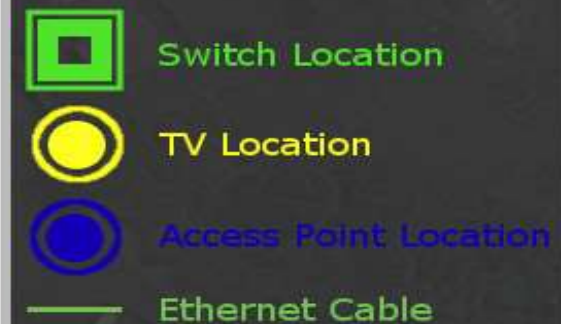 Switch Location
TV Location
Access Point Location
Ethernet Cable